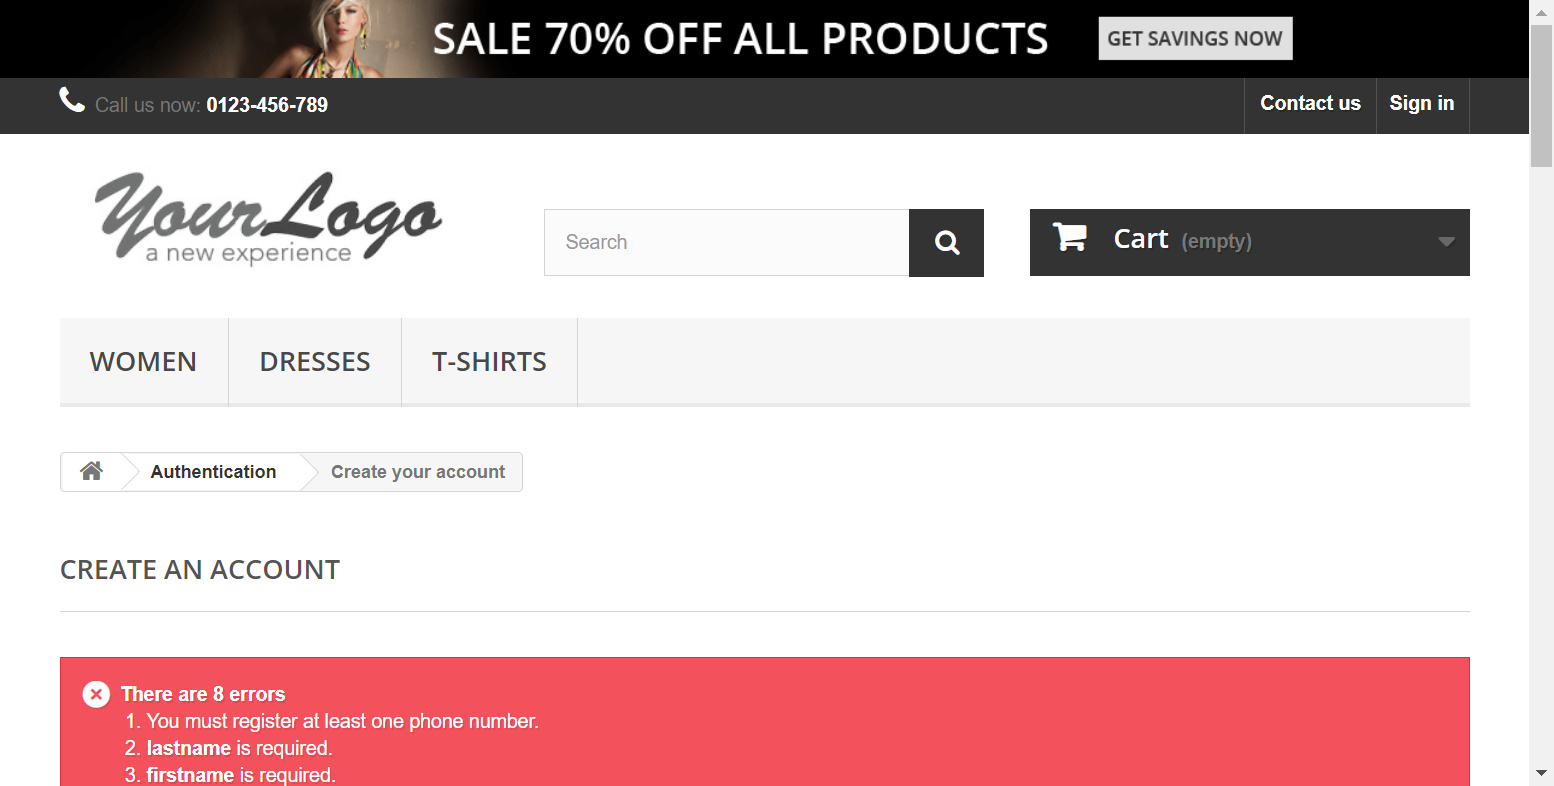 SALE 70% OFF ALL PRODUCTS
GET SAVINGS NOW
Call us now: 0123-456-789
Contact us
Sign in
YourLogo
a new experience
Search
Cart (empty)
WOMEN
DRESSES
T-SHIRTS
Authentication
Create your account
CREATE AN ACCOUNT
There are 8 errors
1. You must register at least one phone number.
2. lastname is required.
3. firstname is required.